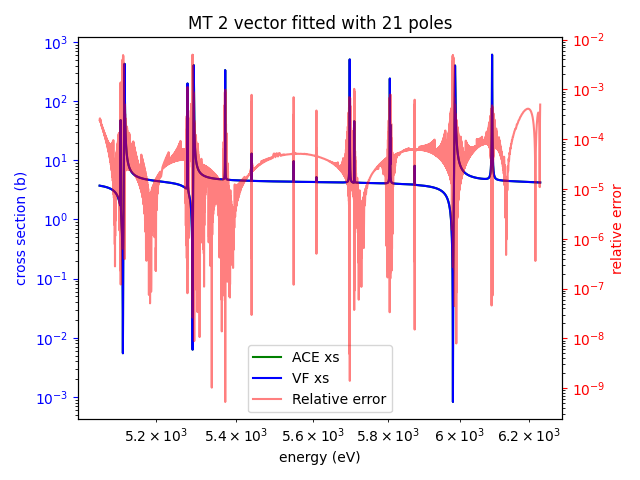 MT 2 vector fitted with 21 poles
cross section (b)
10³
10²
10¹
10⁰
10⁻¹
10⁻²
10⁻³
10⁻²
10⁻³
10⁻⁴
10⁻⁵
10⁻⁶
10⁻⁷
10⁻⁸
10⁻⁹
relative error
ACE xs
VF xs
Relative error
5.2 × 10³ 5.4 × 10³ 5.6 × 10³ 5.8 × 10³ 6 × 10³ 6.2 × 10³
energy (eV)